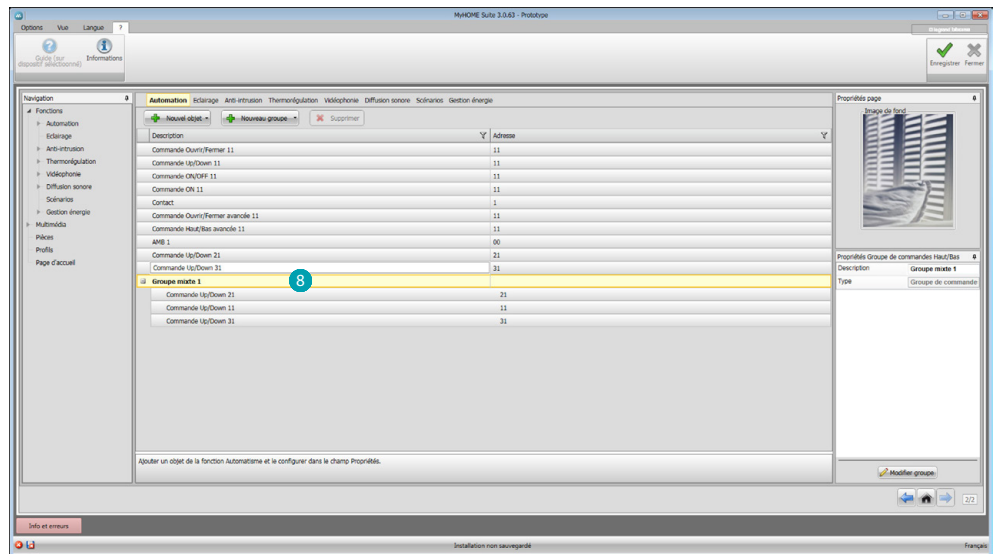 MyHOME Suite 3.0.63 - Prototype
Options Vue Langue ?
Guide (sur dispositif sélectionné)
Informations
Enregistrer Fermer
Navigation
Fonctions
Automation
Eclairage
Anti-intrusion
Thermorégulation
Vidéophonie
Diffusion sonore
Scénarios
Gestion énergie
Multimédia
Pièces
Profils
Page d'accueil
Automation Eclairage Anti-intrusion Thermorégulation Vidéophonie Diffusion sonore Scénarios Gestion énergie
Nouvel objet Nouveau groupe Supprimer
Description Adresse
Commande Ouvrir/Fermer 11 11
Commande Up/Down 11 11
Commande ON/OFF 11 11
Commande ON 11 11
Contact 1
Commande Ouvrir/Fermer avancée 11 11
Commande Haut/Bas avancée 11 11
AMB 1 00
Commande Up/Down 21 21
Commande Up/Down 31 31
Groupe mixte 1 8
Commande Up/Down 21 21
Commande Up/Down 11 11
Commande Up/Down 31 31
Ajouter un objet de la fonction Automatisme et le configurer dans le champ Propriétés.
Propriétés page
Image de fond
Propriétés Groupe de commandes Haut/Bas
Description Groupe mixte 1
Type Groupe de commande
Modifier groupe
2/2
Info et erreurs
Installation non sauvegardé
Français